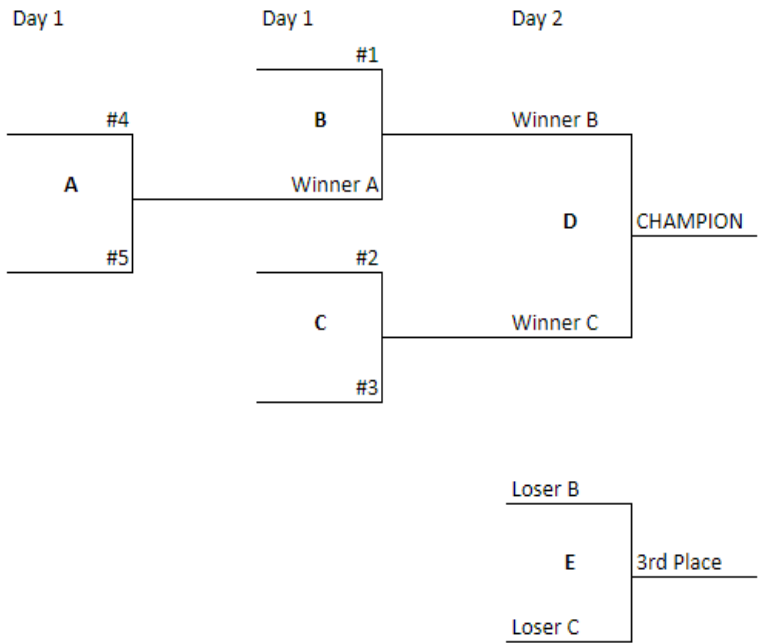 Day 1
Day 1
Day 2
#1
#4
B
Winner B
A
Winner A
D
CHAMPION
#5
#2
C
Winner C
#3
Loser B
E
3rd Place
Loser C